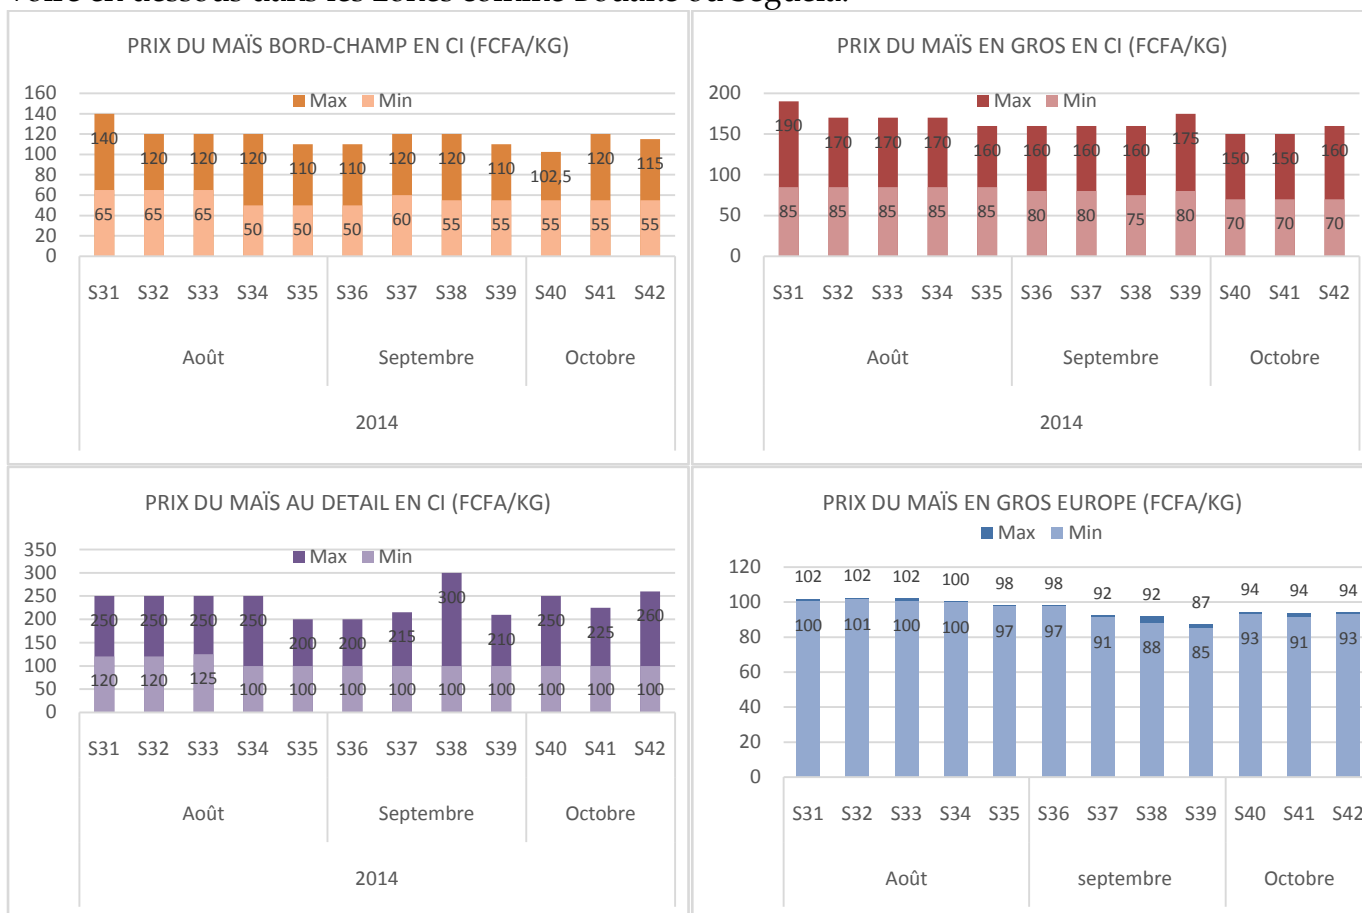 voire en dessous dans les zones comme Bouaké ou Séguéla.
PRIX DU MAÏS BORD-CHAMP EN CI (FCFA/KG)
Max Min
160
140
120
100
80
60
40
20
0
140 120 120 120 110 110 120 120 110 102,5 120 115
65 65 65 50 50 50 60 55 55 55 55 55
S31 S32 S33 S34 S35 S36 S37 S38 S39 S40 S41 S42
Août Septembre Octobre
2014
PRIX DU MAÏS EN GROS EN CI (FCFA/KG)
Max Min
200
150
100
50
0
190 170 170 170 160 160 160 160 175 150 150 160
85 85 85 85 85 80 80 75 80 70 70 70
S31 S32 S33 S34 S35 S36 S37 S38 S39 S40 S41 S42
Août Septembre Octobre
2014
PRIX DU MAÏS AU DETAIL EN CI (FCFA/KG)
Max Min
350
300
250
200
150
100
50
0
250 250 250 250 200 200 215 300 210 250 225 260
120 120 125 100 100 100 100 100 100 100 100 100
S31 S32 S33 S34 S35 S36 S37 S38 S39 S40 S41 S42
Août Septembre Octobre
2014
PRIX DU MAÏS EN GROS EUROPE (FCFA/KG)
Max Min
120
100
80
60
40
20
0
102 102 102 100 98 98 92 92 87 94 94 94
100 101 100 100 97 97 91 88 85 93 91 93
S31 S32 S33 S34 S35 S36 S37 S38 S39 S40 S41 S42
Août septembre Octobre